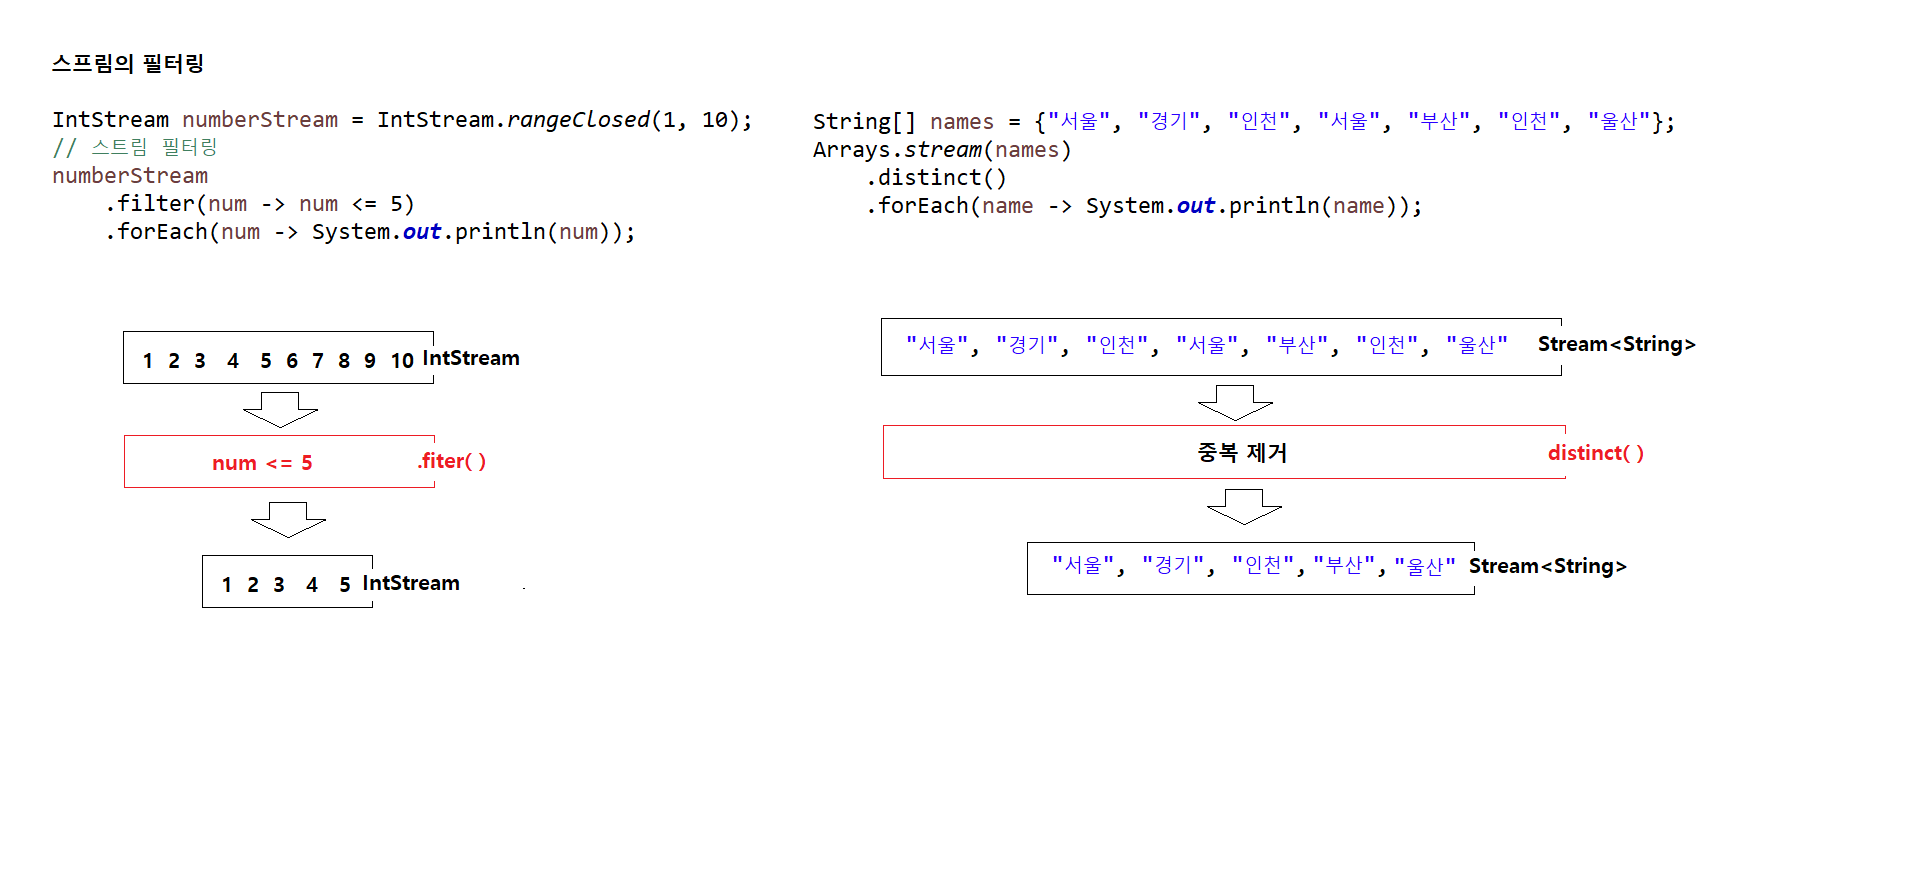 스프림의 필터링
IntStream numberStream = IntStream.rangeClosed(1, 10);
// 스트림 필터링
numberStream
    .filter(num -> num <= 5)
    .forEach(num -> System.out.println(num));
1 2 3 4 5 6 7 8 9 10 IntStream
num <= 5 .fiter( )
1 2 3 4 5 IntStream
String[] names = {"서울", "경기", "인천", "서울", "부산", "인천", "울산"};
Arrays.stream(names)
    .distinct()
    .forEach(name -> System.out.println(name));
"서울", "경기", "인천", "서울", "부산", "인천", "울산" Stream<String>
중복 제거 distinct( )
"서울", "경기", "인천", "부산", "울산" Stream<String>